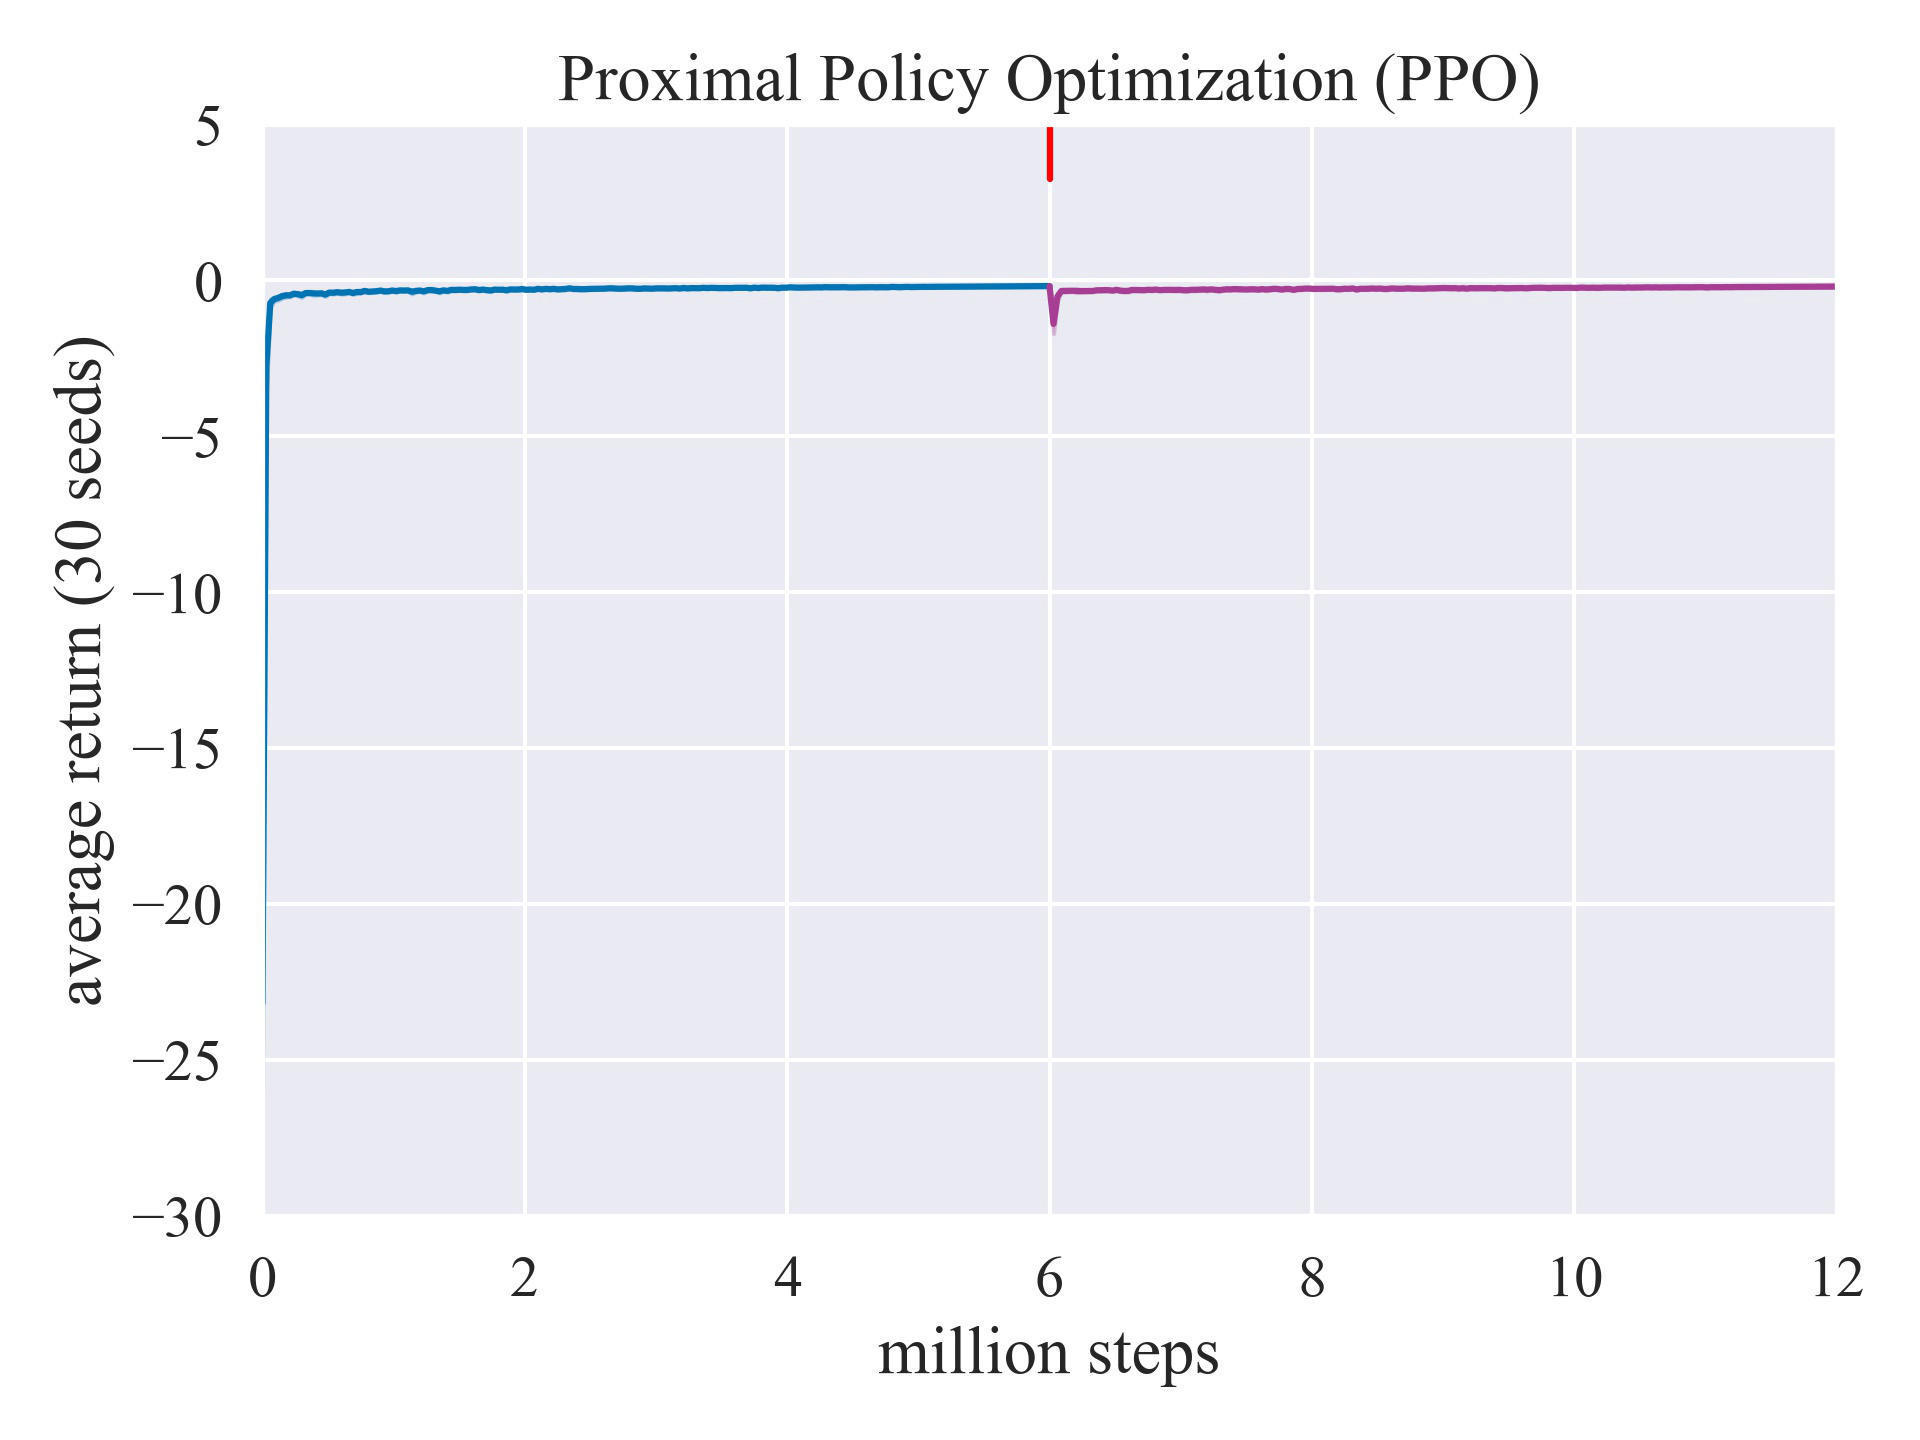 Proximal Policy Optimization (PPO)
5
0
−5
−10
−15
−20
−25
−30
average return (30 seeds)
0 2 4 6 8 10 12
million steps